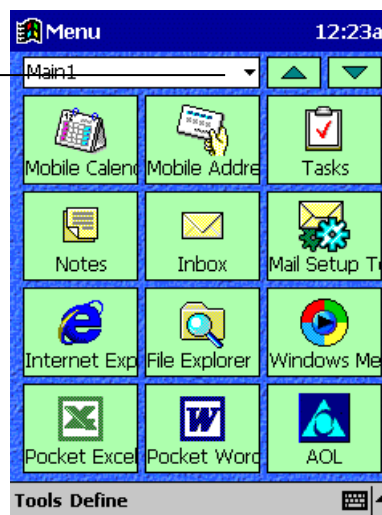 Menu 12:23a
Main1
Mobile Calend Mobile Addre Tasks
Notes Inbox Mail Setup T
Internet Exp File Explorer Windows Me
Pocket Excel Pocket Word AOL
Tools Define